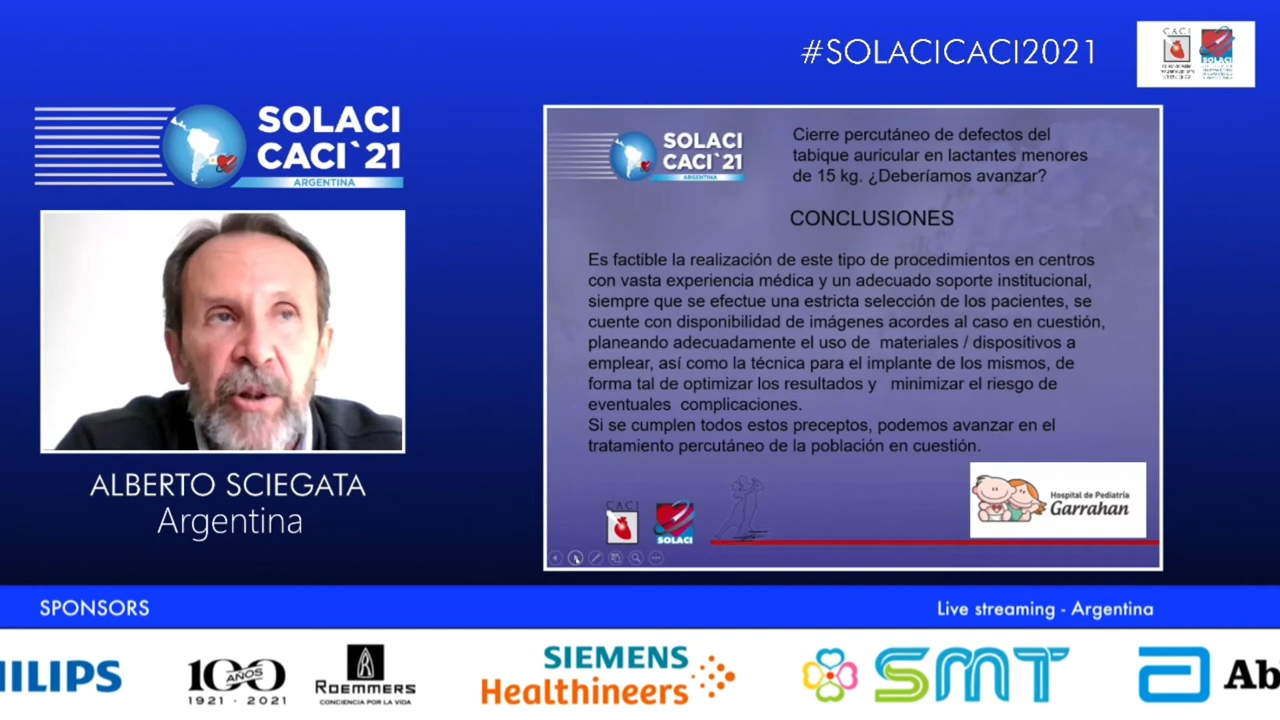 #SOLACICACI2021
CACI
SOLACI
SOLACI
CACI`21
ARGENTINA
SOLACI
CACI`21
ARGENTINA
Cierre percutáneo de defectos del
tabique auricular en lactantes menores
de 15 kg. ¿Deberíamos avanzar?
CONCLUSIONES
Es factible la realización de este tipo de procedimientos en centros
con vasta experiencia médica y un adecuado soporte institucional,
siempre que se efectue una estricta selección de los pacientes, se
cuente con disponibilidad de imágenes acordes al caso en cuestión,
planeando adecuadamente el uso de materiales / dispositivos a
emplear, así como la técnica para el implante de los mismos, de
forma tal de optimizar los resultados y minimizar el riesgo de
eventuales complicaciones.
Si se cumplen todos estos preceptos, podemos avanzar en el
tratamiento percutáneo de la población en cuestión.
CACI
SOLACI
Hospital de Pediatría
Garrahan
ALBERTO SCIEGATA
Argentina
SPONSORS
Live streaming - Argentina
HILIPS
100
AÑOS
1921 · 2021
ROEMMERS
CONCIENCIA POR LA VIDA
SIEMENS
Healthineers
SMT
Ab